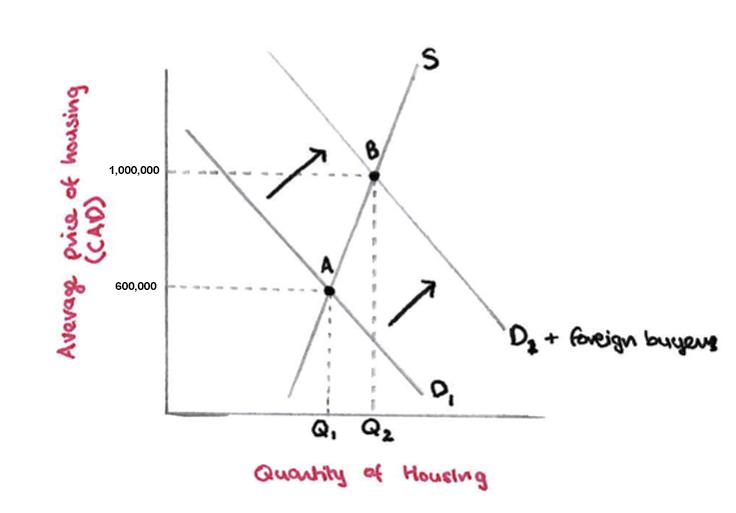 S
Average price of housing
(CAD)
1,000,000
B
600,000
A
D₂ + foreign buyers
D₁
Q₁ Q₂
Quantity of Housing